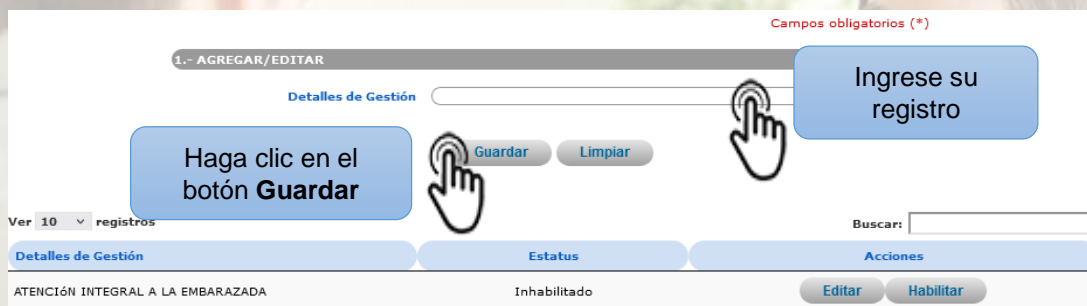 Campos obligatorios (*)
1.- AGREGAR/EDITAR
Detalles de Gestión
Ingrese su
registro
Haga clic en el
botón Guardar
Guardar Limpiar
Ver 10 registros
Buscar:
Detalles de Gestión Estatus Acciones
ATENCIóN INTEGRAL A LA EMBARAZADA Inhabilitado Editar Habilitar